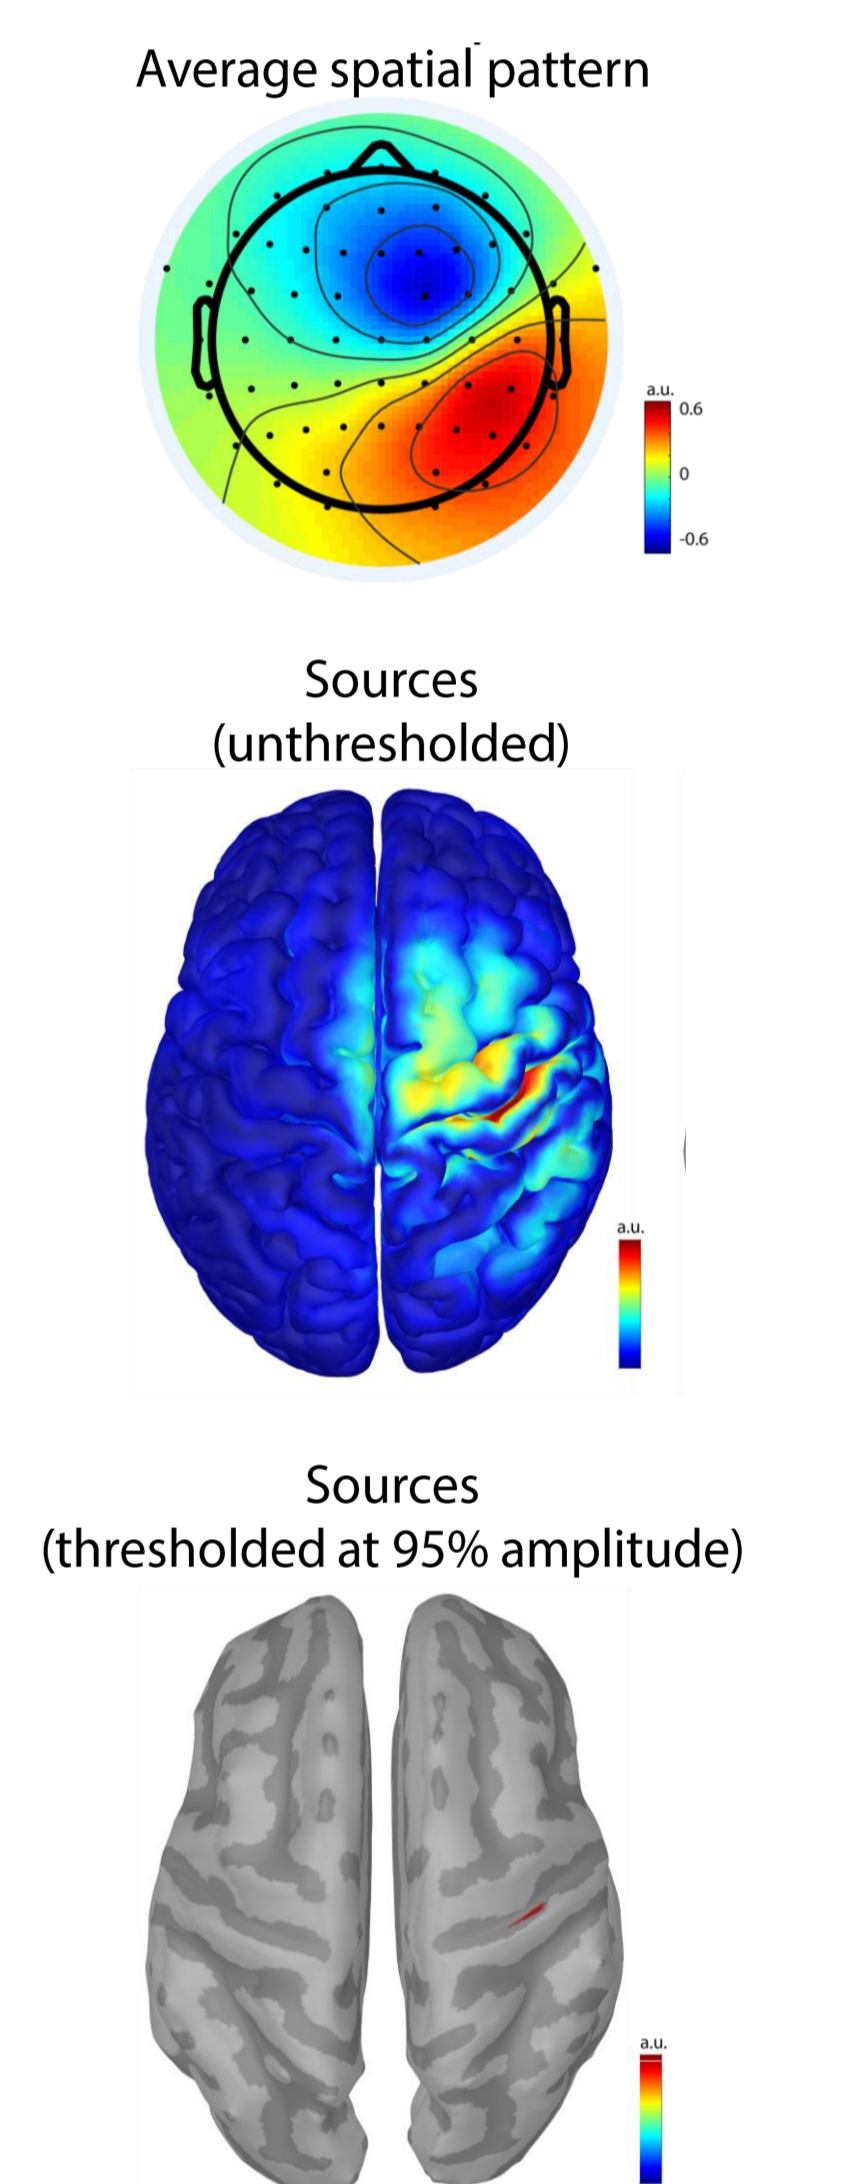 Average spatial pattern
a.u.
0.6
0
-0.6
Sources
(unthresholded)
a.u.
Sources
(thresholded at 95% amplitude)
a.u.